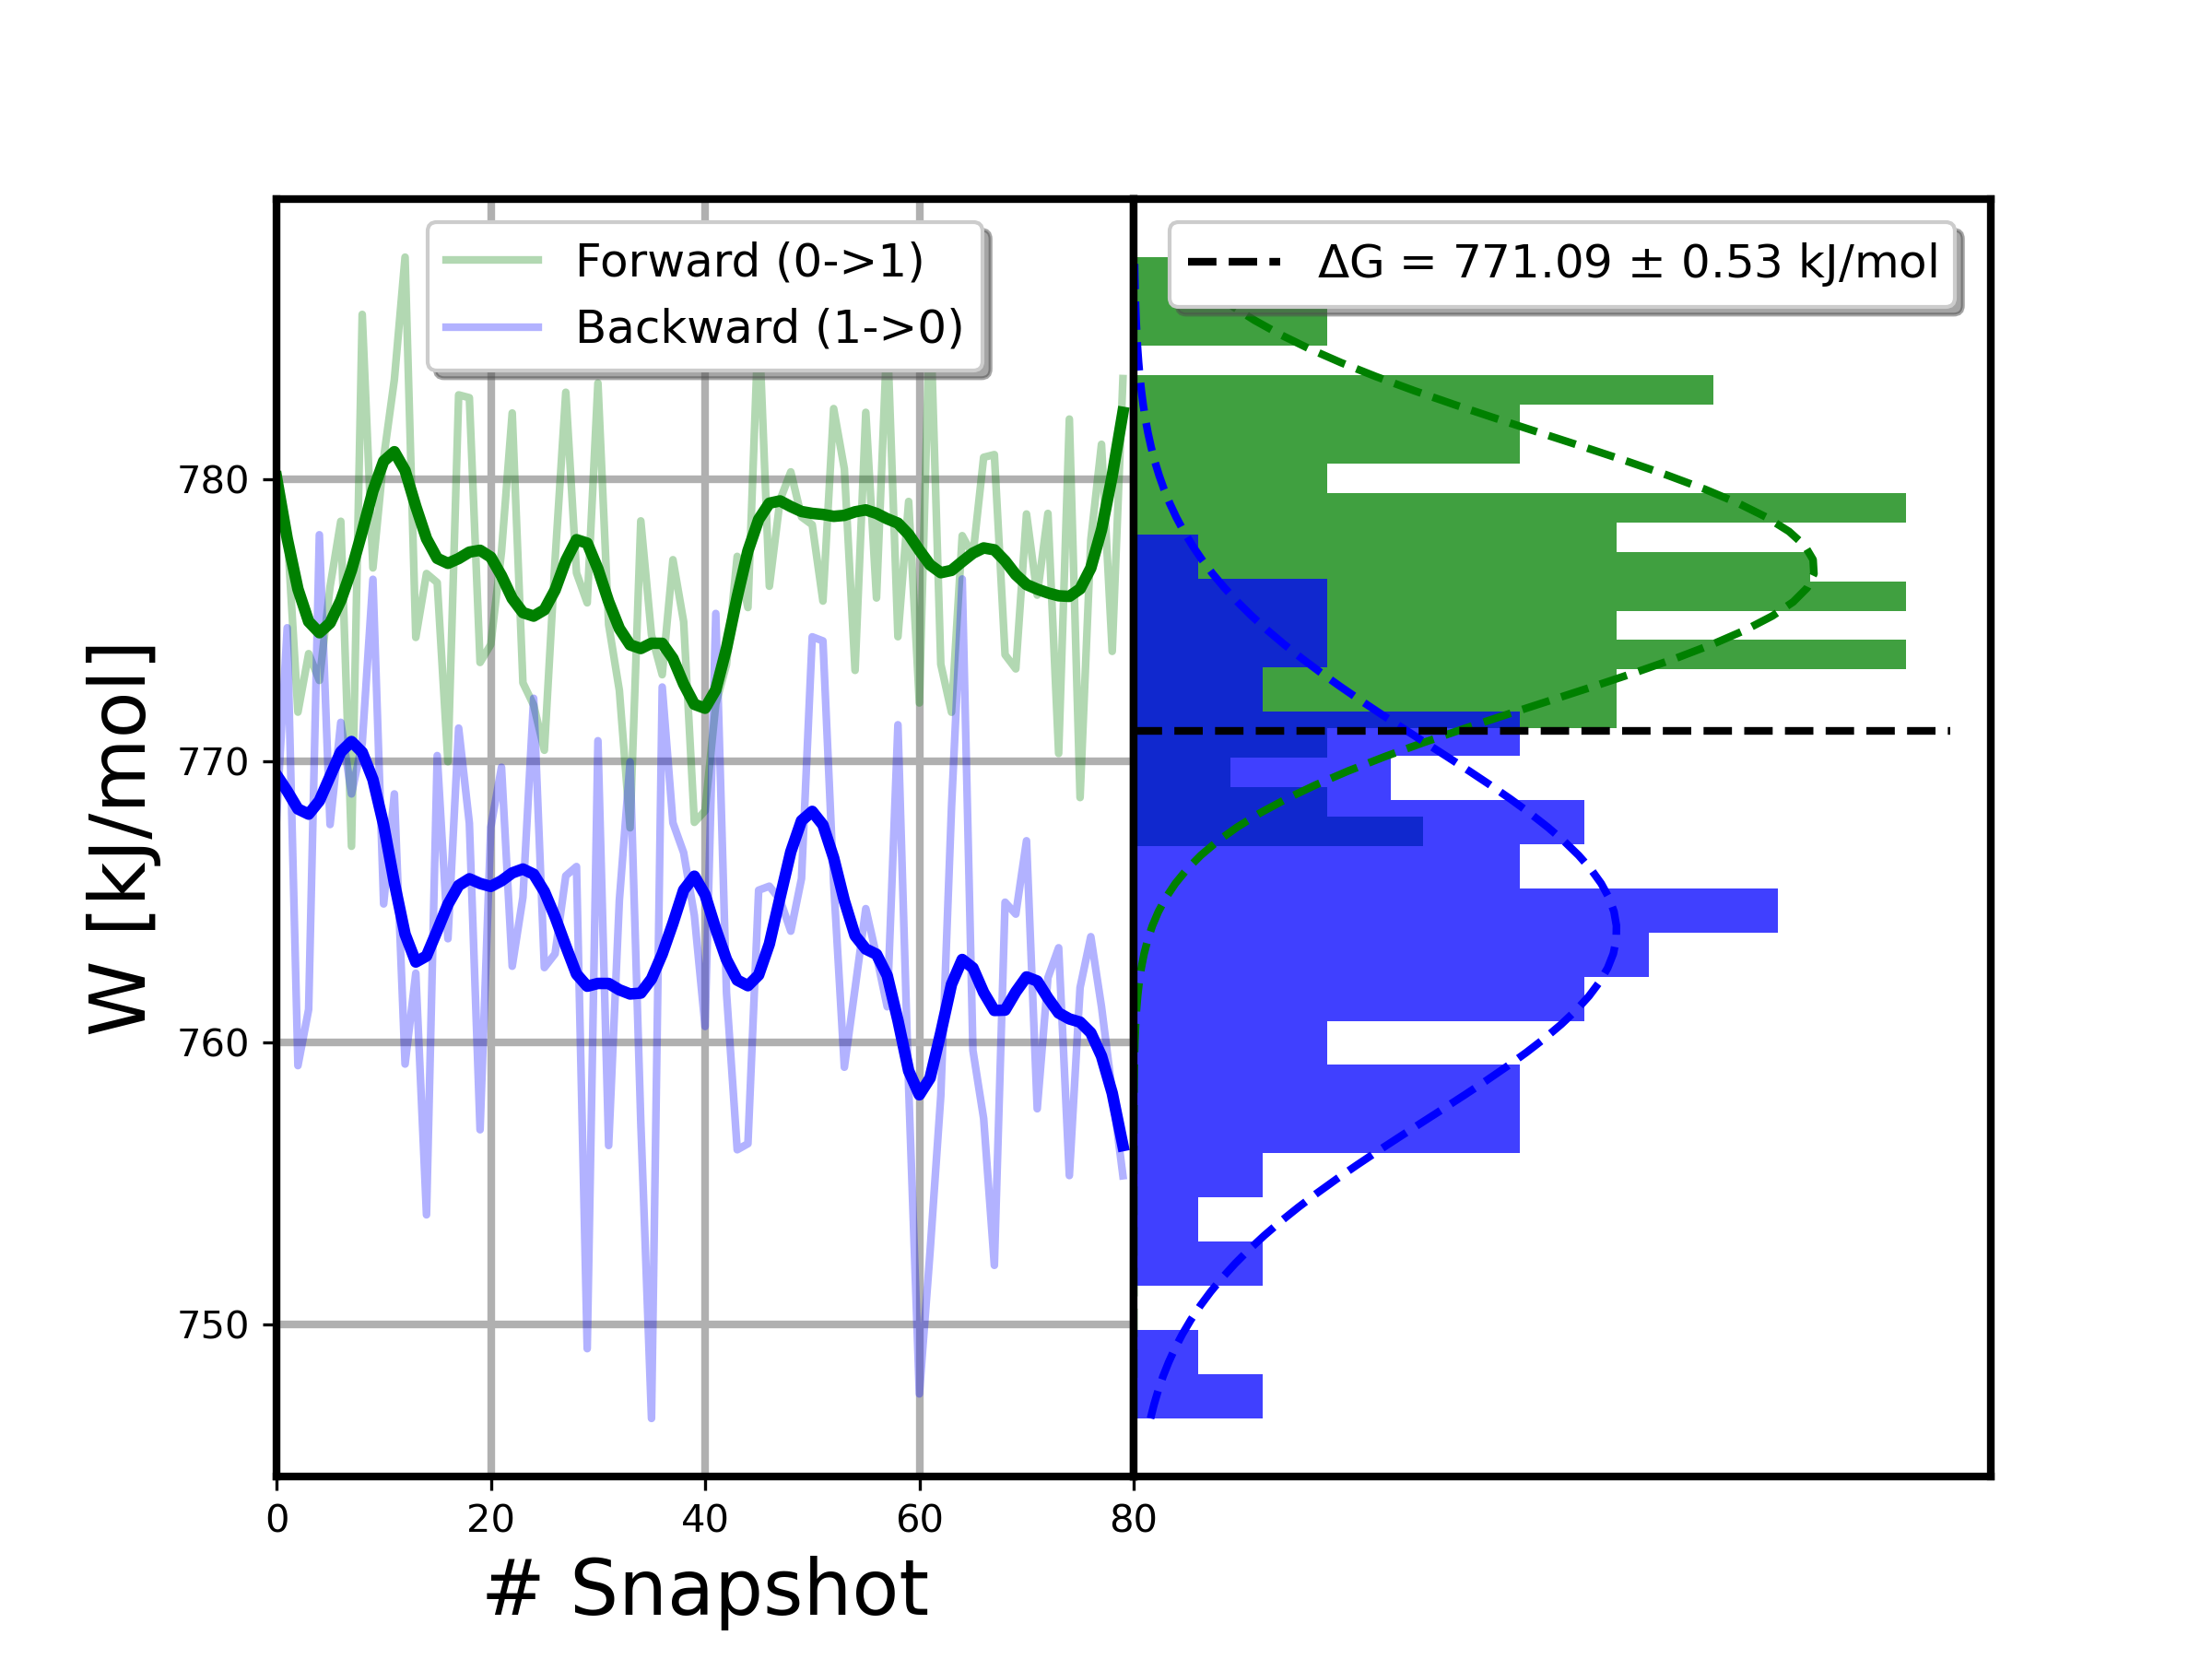 Forward (0->1)
Backward (1->0)
ΔG = 771.09 ± 0.53 kJ/mol
780
770
760
750
W [kJ/mol]
0 20 40 60 80
# Snapshot